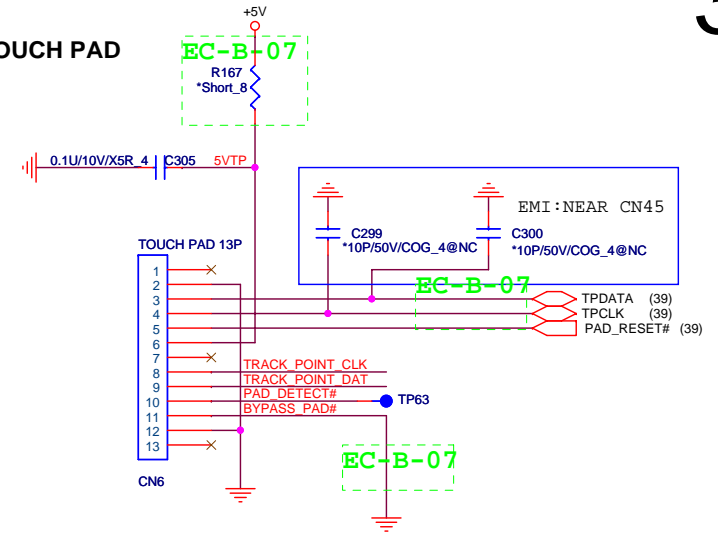 +5V
OUCH PAD
EC-B-07
R167
*Short_8
0.1U/10V/X5R_4
C305
5VTP
EMI:NEAR CN45
C299
*10P/50V/COG_4@NC
C300
*10P/50V/COG_4@NC
TOUCH PAD 13P
EC-B-07
1
2
3
4
5
6
7
8
9
10
11
12
13
TPDATA (39)
TPCLK (39)
PAD_RESET# (39)
TRACK_POINT_CLK
TRACK_POINT_DAT
PAD_DETECT#
TP63
BYPASS_PAD#
EC-B-07
CN6